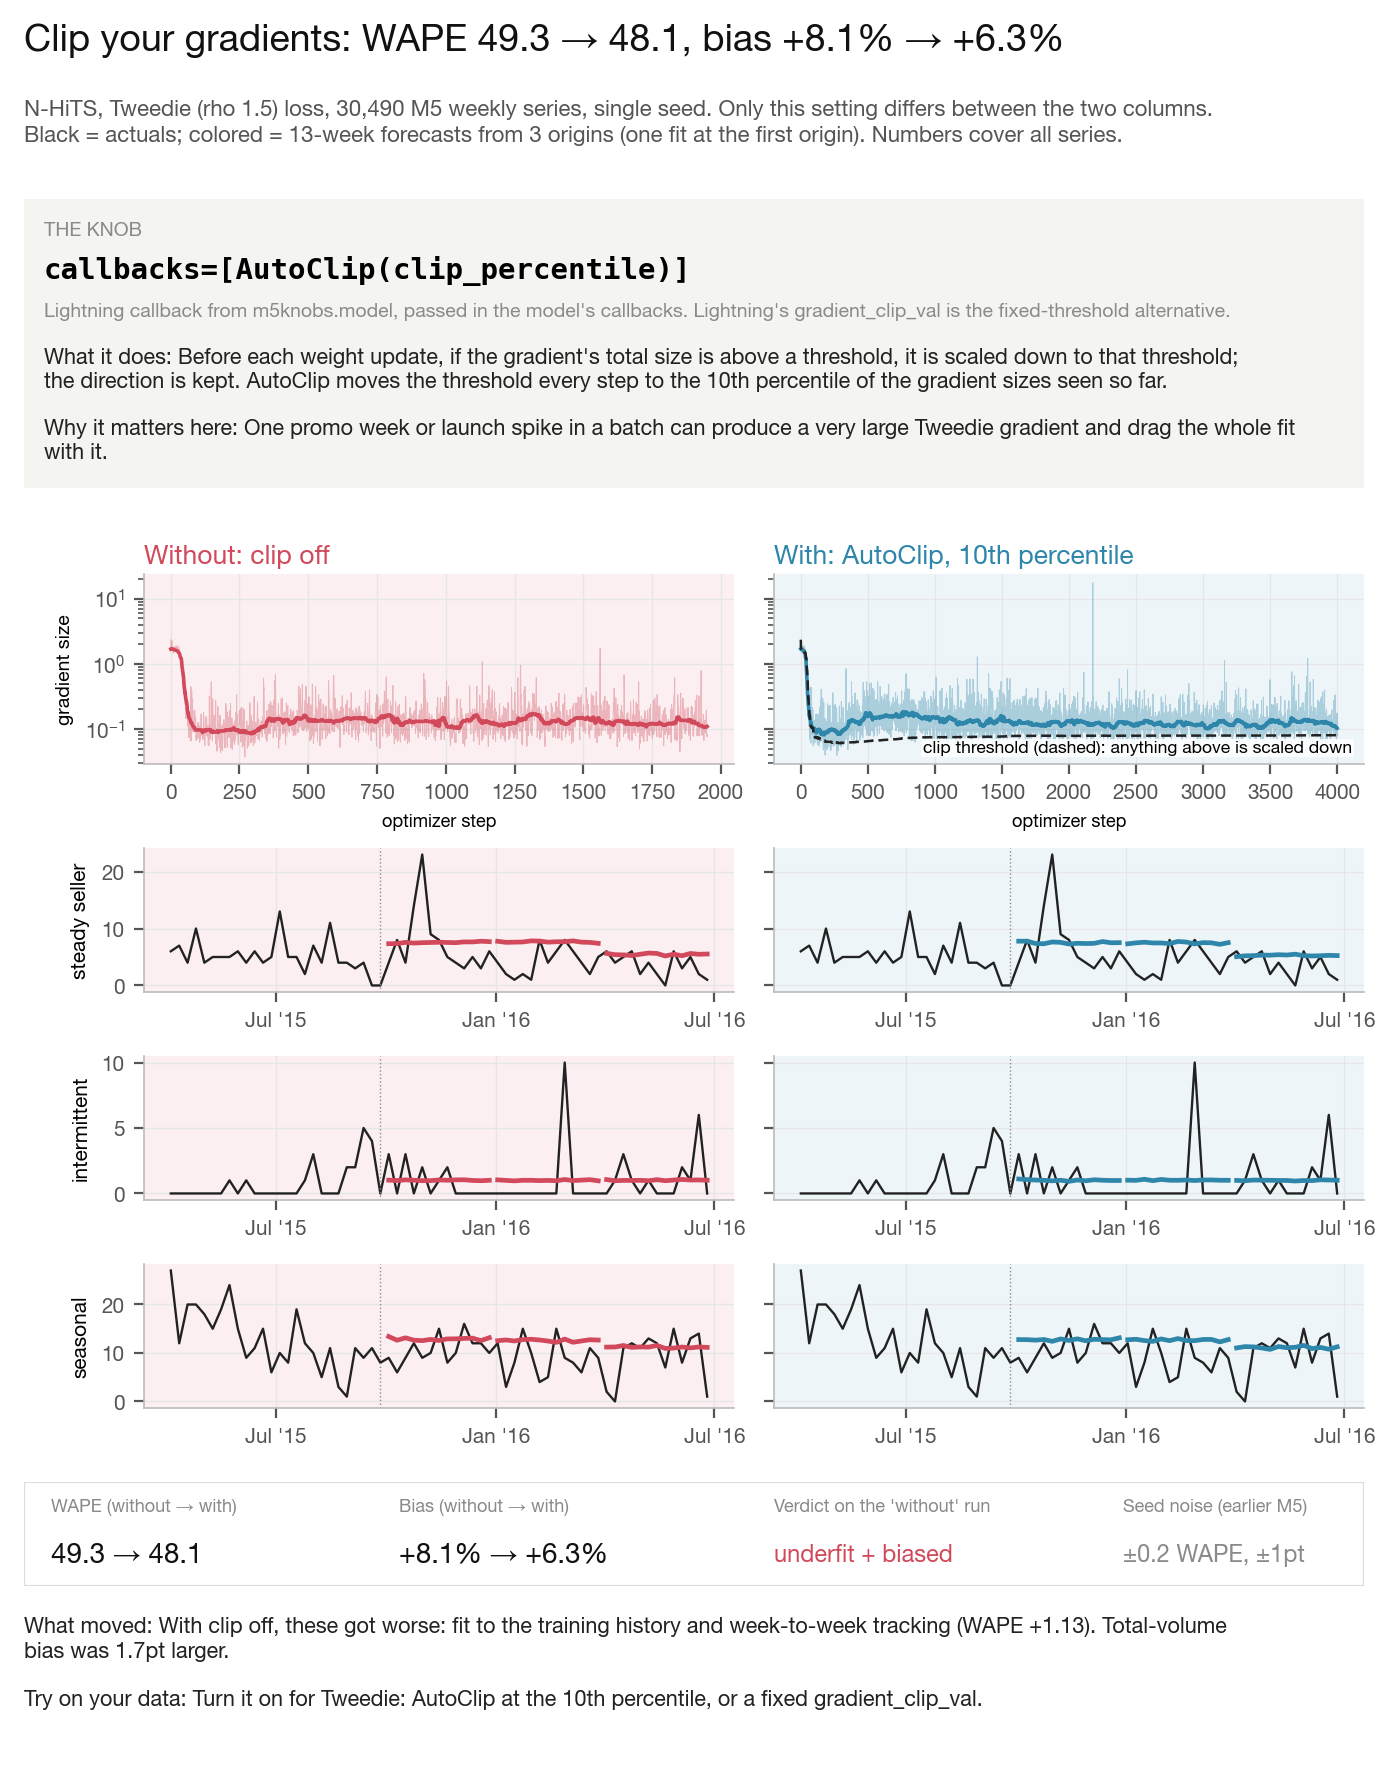 Clip your gradients: WAPE 49.3 → 48.1, bias +8.1% → +6.3%
N-HiTS, Tweedie (rho 1.5) loss, 30,490 M5 weekly series, single seed. Only this setting differs between the two columns.
Black = actuals; colored = 13-week forecasts from 3 origins (one fit at the first origin). Numbers cover all series.
THE KNOB
callbacks=[AutoClip(clip_percentile)]
Lightning callback from m5knobs.model, passed in the model's callbacks. Lightning's gradient_clip_val is the fixed-threshold alternative.
What it does: Before each weight update, if the gradient's total size is above a threshold, it is scaled down to that threshold;
the direction is kept. AutoClip moves the threshold every step to the 10th percentile of the gradient sizes seen so far.
Why it matters here: One promo week or launch spike in a batch can produce a very large Tweedie gradient and drag the whole fit
with it.
Without: clip off
With: AutoClip, 10th percentile
gradient size
10¹
10⁰
10⁻¹
clip threshold (dashed): anything above is scaled down
0 250 500 750 1000 1250 1500 1750 2000
0 500 1000 1500 2000 2500 3000 3500 4000
optimizer step
optimizer step
steady seller
20
10
0
Jul '15 Jan '16 Jul '16
Jul '15 Jan '16 Jul '16
intermittent
10
5
0
Jul '15 Jan '16 Jul '16
Jul '15 Jan '16 Jul '16
seasonal
20
10
0
Jul '15 Jan '16 Jul '16
Jul '15 Jan '16 Jul '16
WAPE (without → with)
49.3 → 48.1
Bias (without → with)
+8.1% → +6.3%
Verdict on the 'without' run
underfit + biased
Seed noise (earlier M5)
±0.2 WAPE, ±1pt
What moved: With clip off, these got worse: fit to the training history and week-to-week tracking (WAPE +1.13). Total-volume
bias was 1.7pt larger.
Try on your data: Turn it on for Tweedie: AutoClip at the 10th percentile, or a fixed gradient_clip_val.